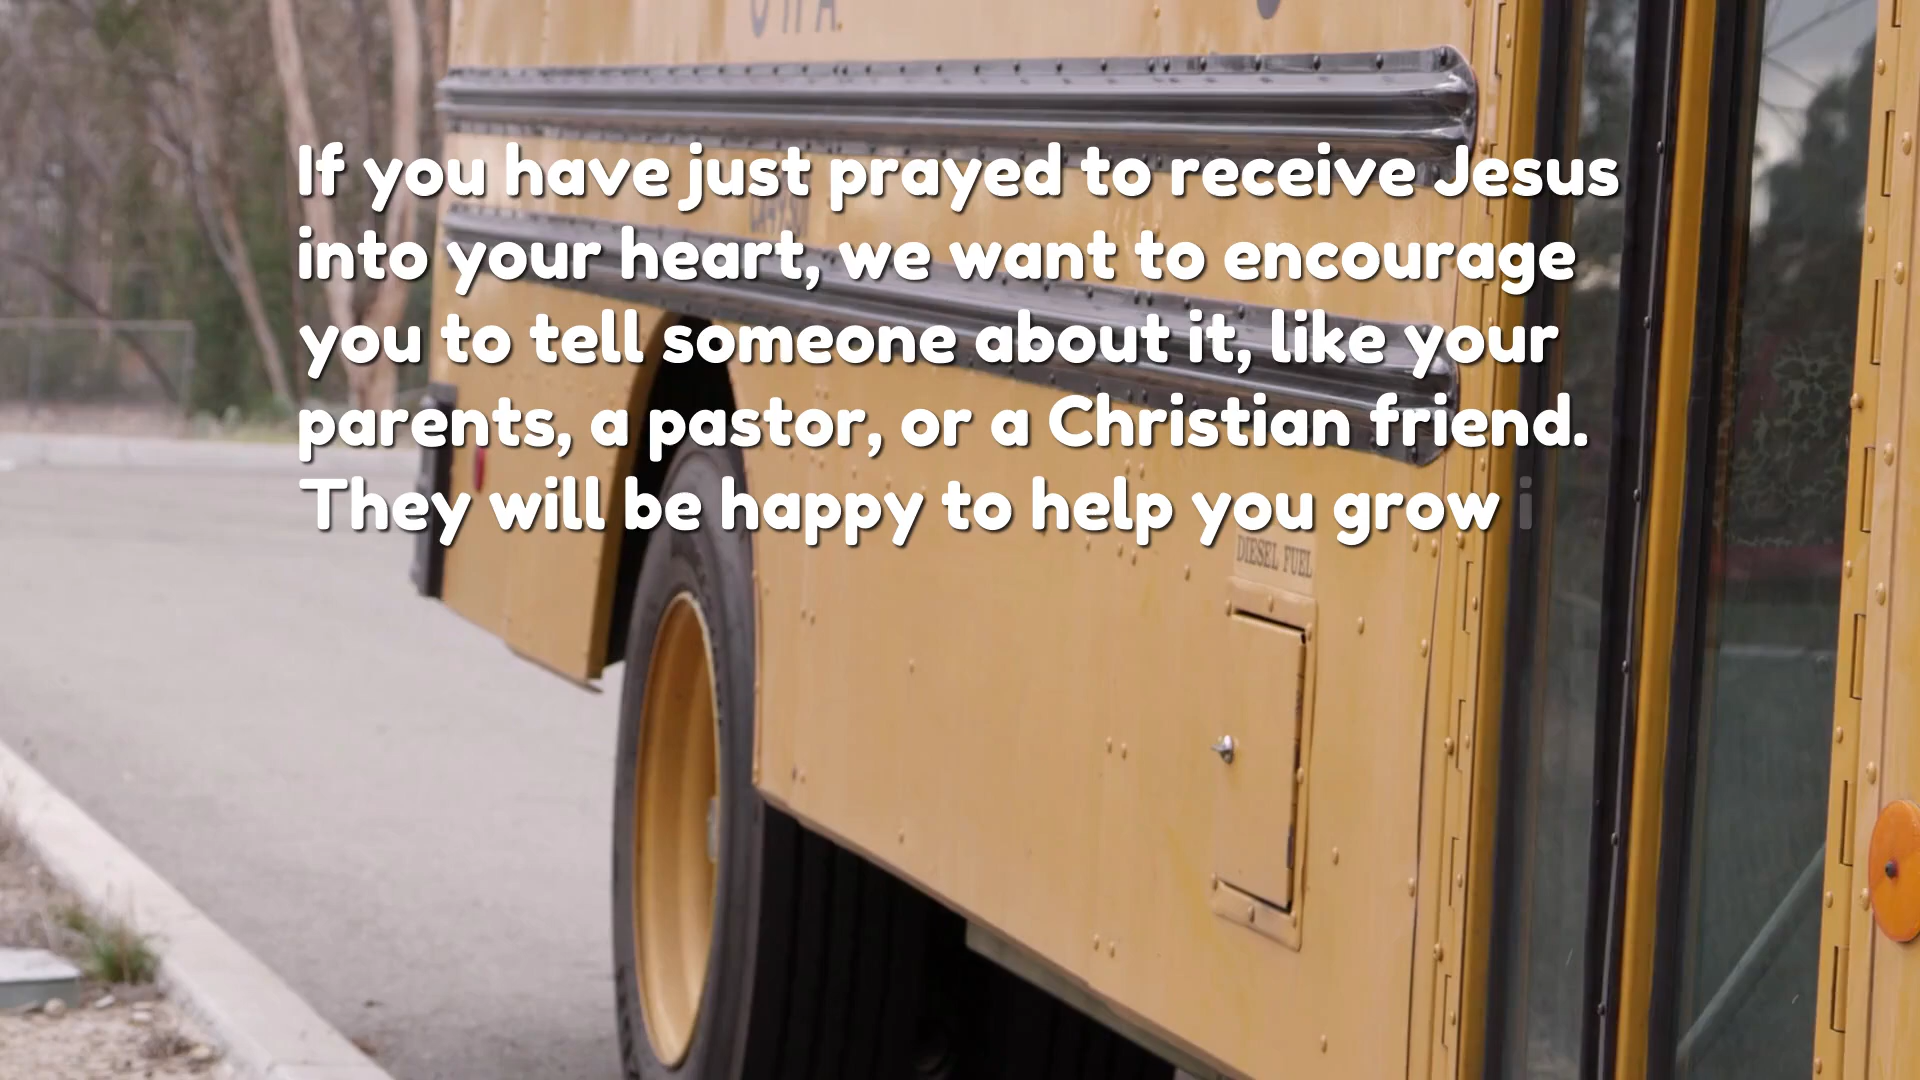 If you have just prayed to receive Jesus
into your heart, we want to encourage
you to tell someone about it, like your
parents, a pastor, or a Christian friend.
They will be happy to help you grow i
DIESEL FUEL